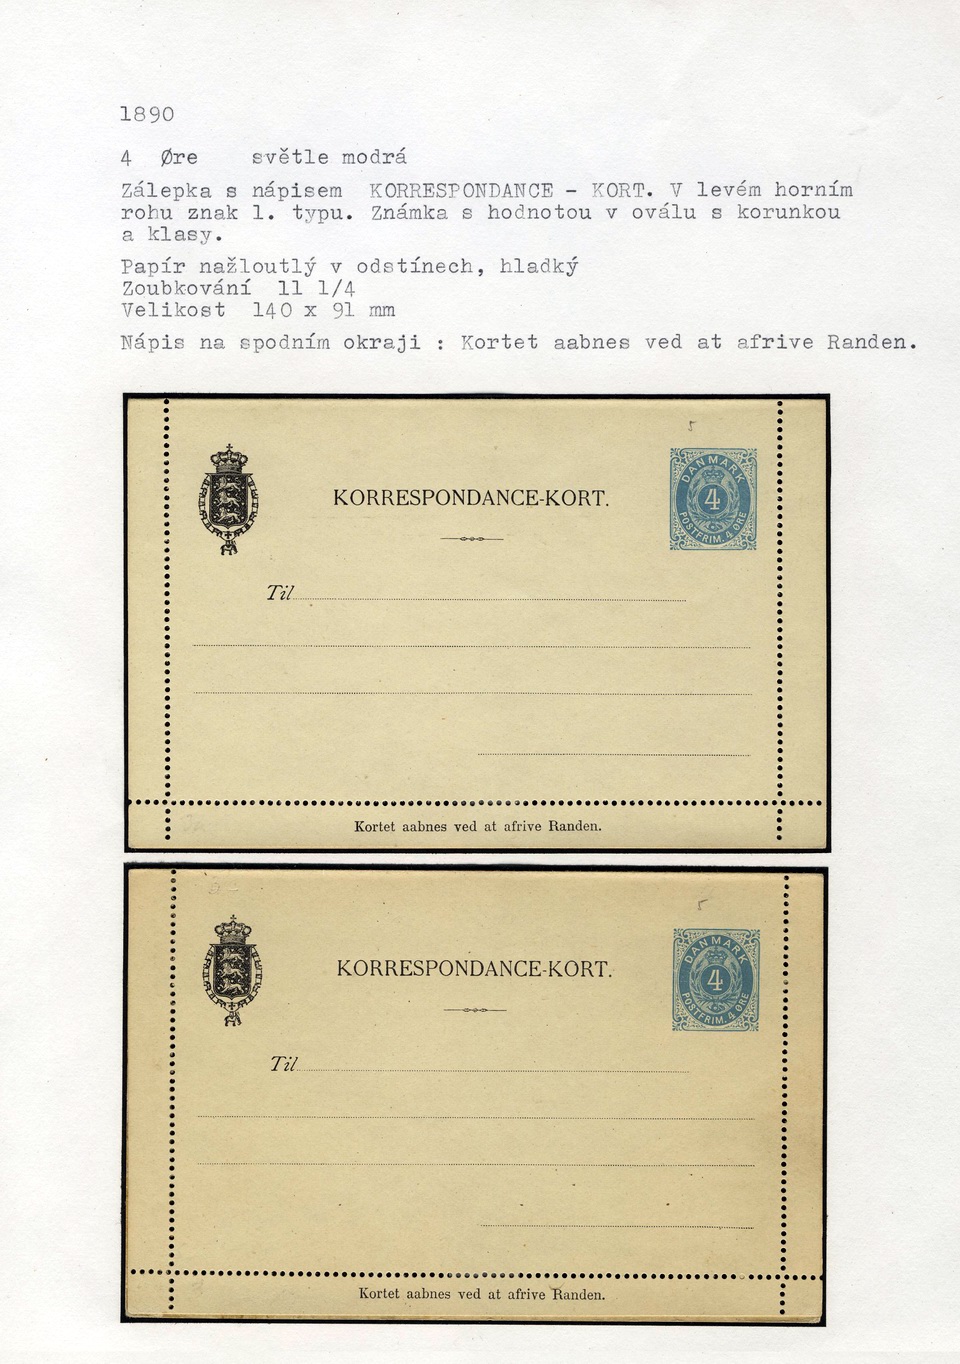 1890
4 Øre světle modrá
Zálepka s nápisem KORRESPONDANCE - KORT. V levém horním
rohu znak 1. typu. Známka s hodnotou v oválu s korunkou
a klasy.
Papír nažloutlý v odstínech, hladký
Zoubkování 11 1/4
Velikost 140 x 91 mm
Nápis na spodním okraji : Kortet aabnes ved at afrive Randen.
5
DANMARK
4
POSTFRIM. 4 ØRE
KORRESPONDANCE-KORT.
Til
3a
Kortet aabnes ved at afrive Randen.
5
DANMARK
4
POSTFRIM. 4 ØRE
KORRESPONDANCE-KORT.
Til
Kortet aabnes ved at afrive Randen.